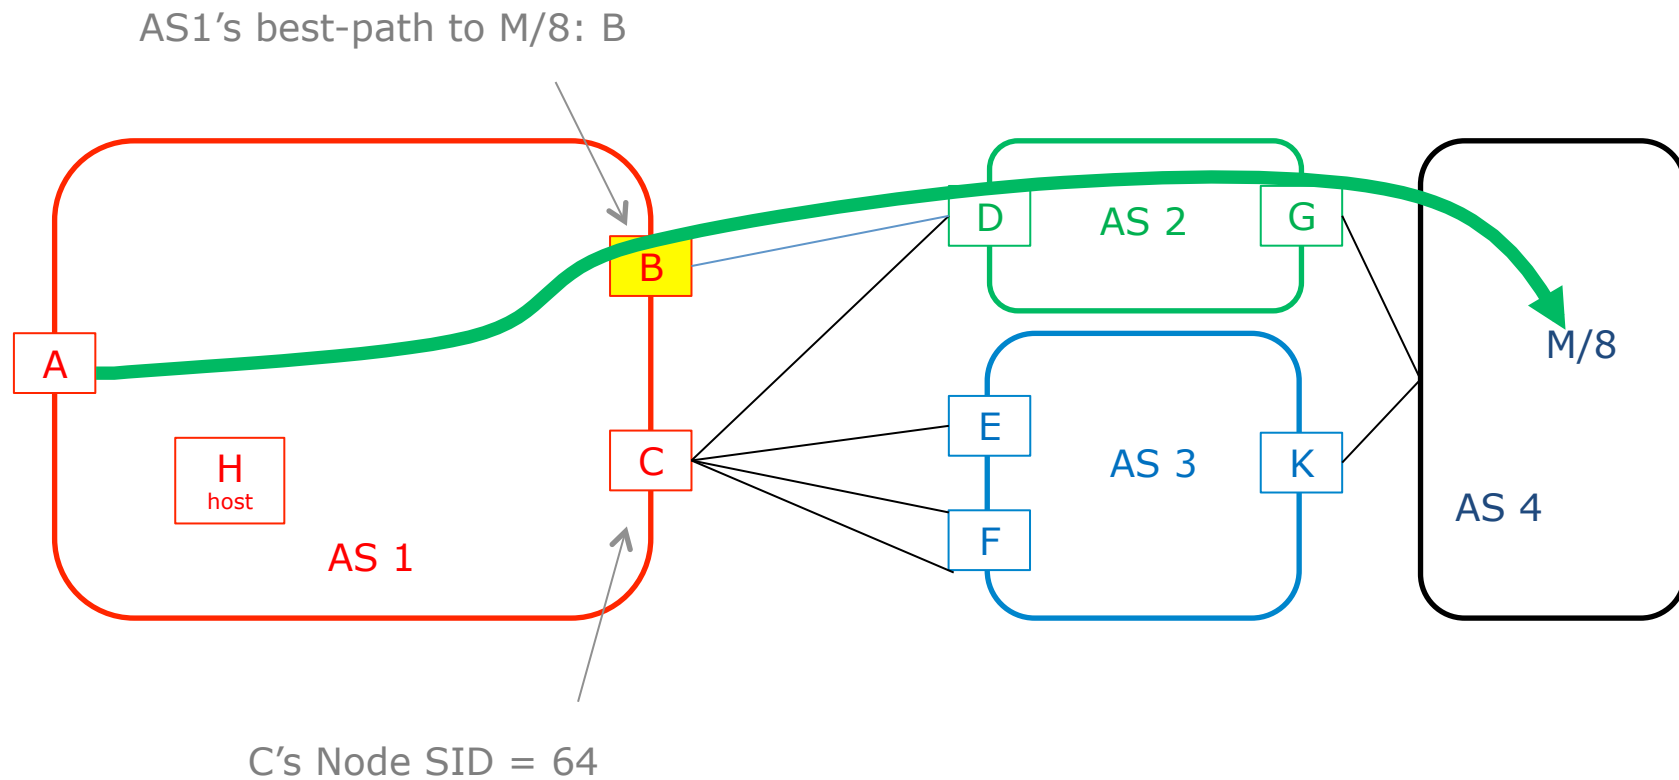 AS1’s best-path to M/8: B
B
D
AS 2
G
A
M/8
H
host
C
E
AS 3
K
F
AS 4
AS 1
C’s Node SID = 64